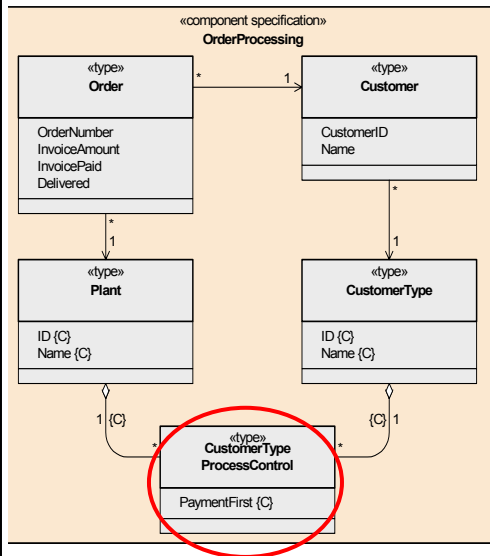 «component specification»
OrderProcessing
«type»
Order
OrderNumber
InvoiceAmount
InvoicePaid
Delivered
*
1
«type»
Customer
CustomerID
Name
*
1
*
1
«type»
Plant
ID {C}
Name {C}
«type»
CustomerType
ID {C}
Name {C}
1 {C}
*
{C} 1
*
«type»
CustomerType
ProcessControl
PaymentFirst {C}